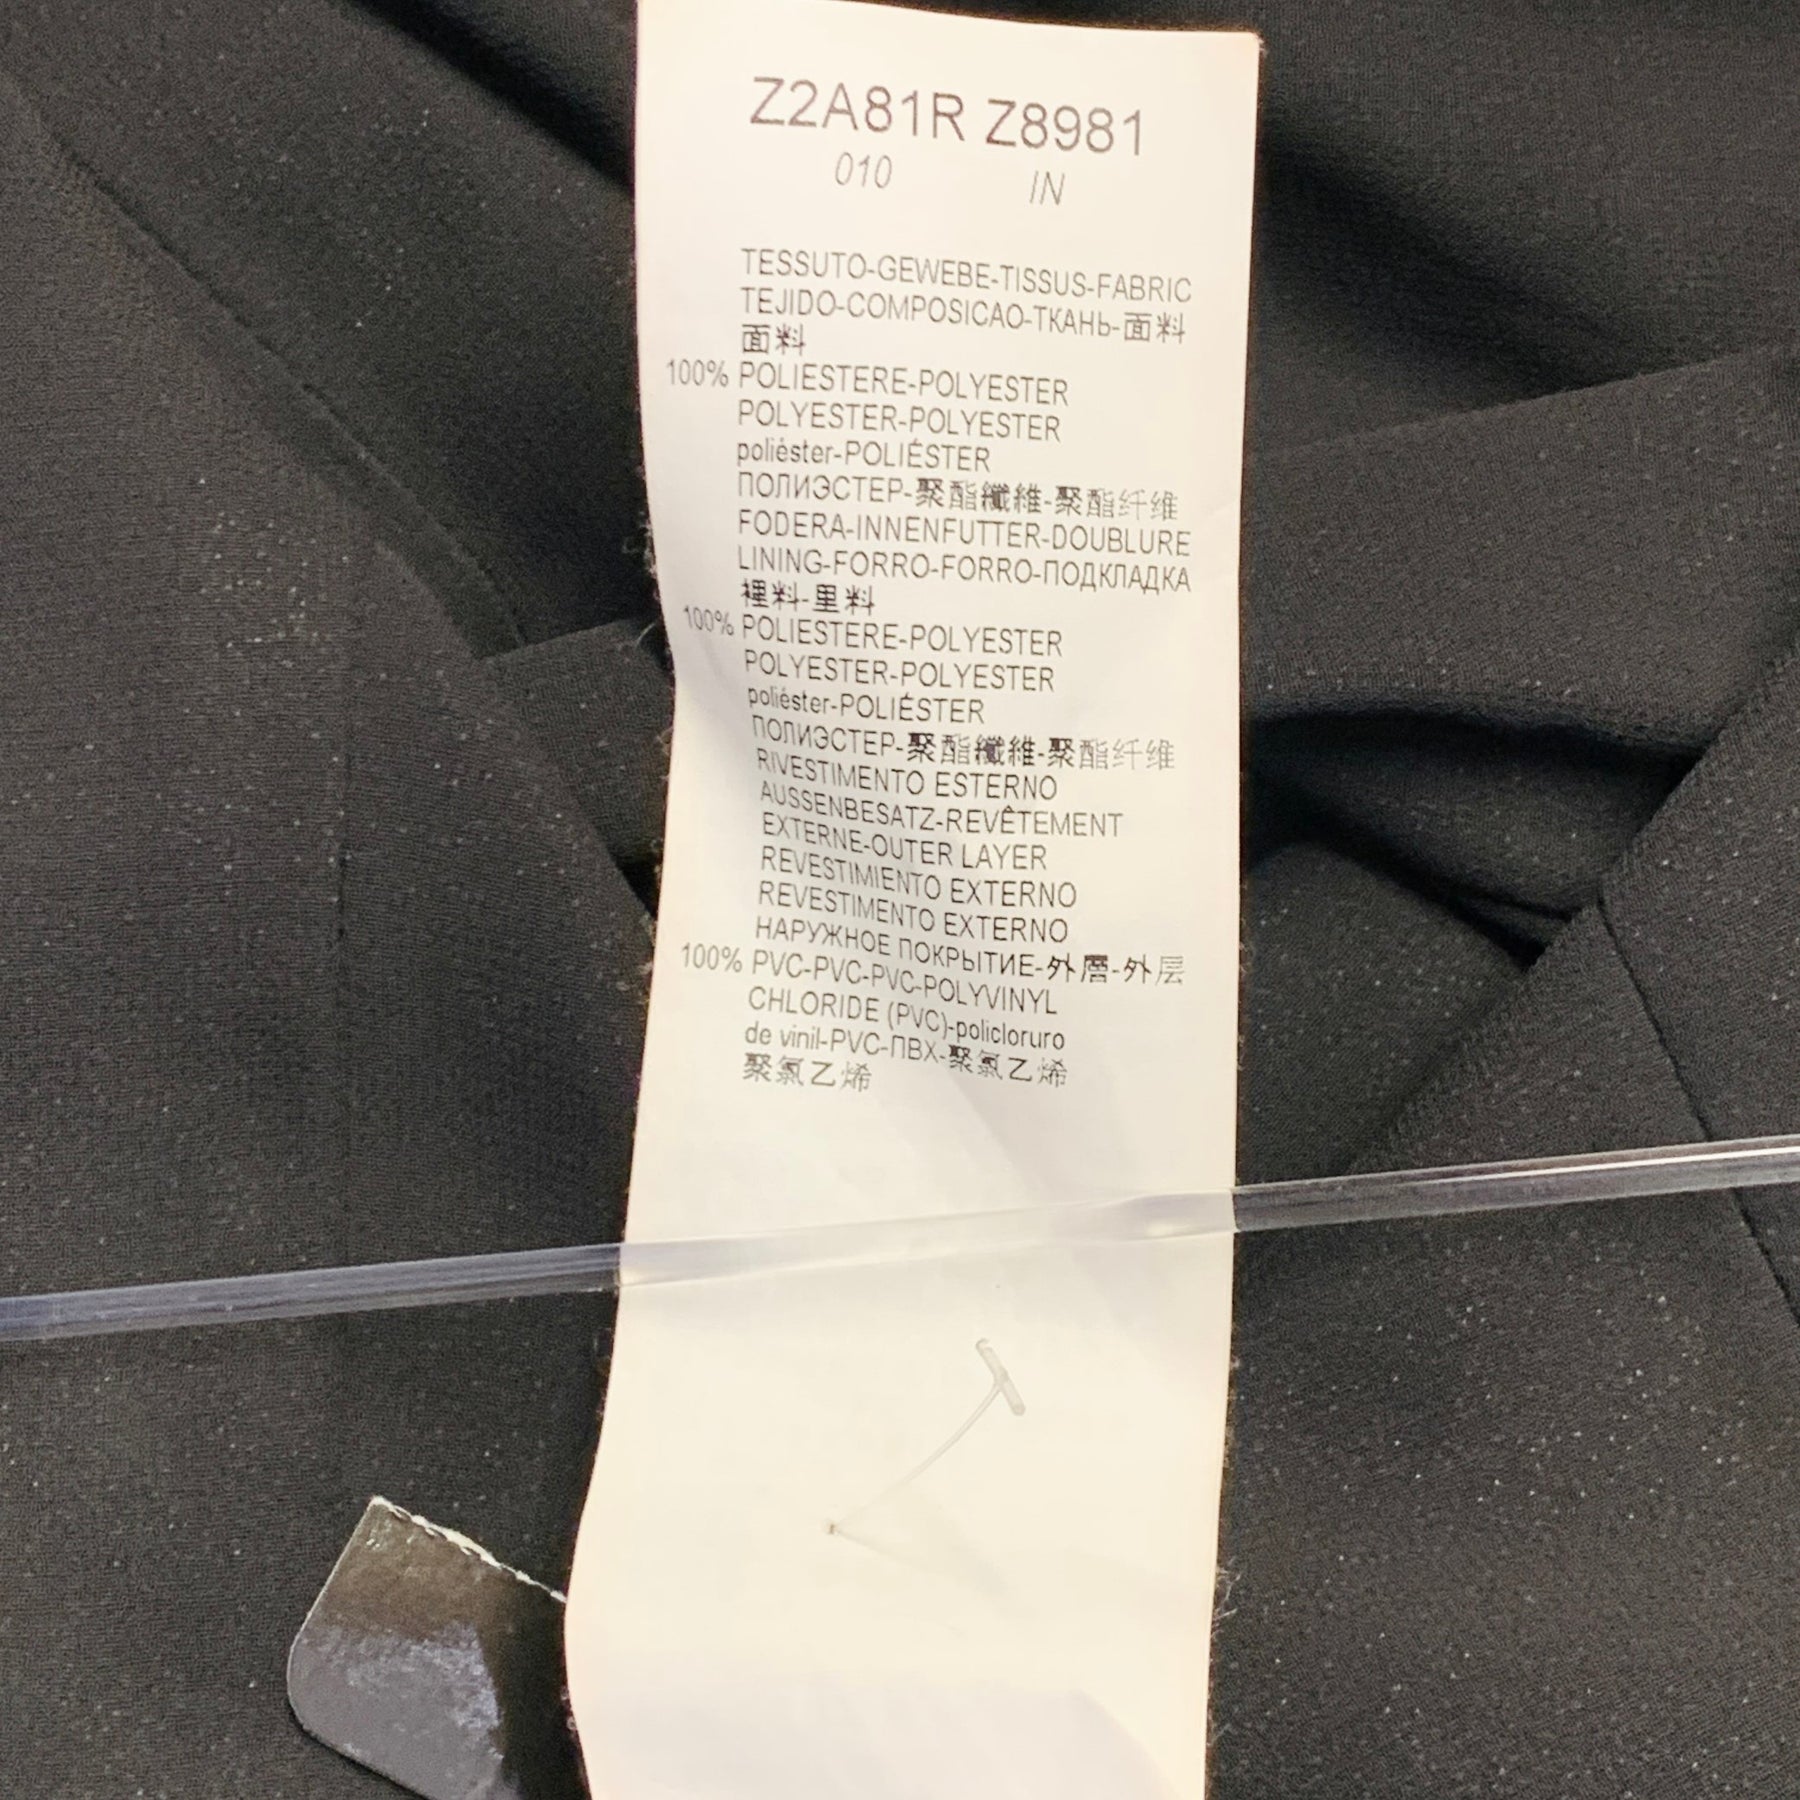 Z2A81R Z8981
010 IN
TESSUTO-GEWEBE-TISSUS-FABRIC
TEJIDO-COMPOSICAO-ТКАНЬ-面料
面料
100% POLIESTERE-POLYESTER
POLYESTER-POLYESTER
poliéster-POLIÉSTER
ПОЛИЭСТЕР-聚酯纖維-聚酯纤维
FODERA-INNENFUTTER-DOUBLURE
LINING-FORRO-FORRO-ПОДКЛАДКА
裡料-里料
100% POLIESTERE-POLYESTER
POLYESTER-POLYESTER
poliéster-POLIÉSTER
ПОЛИЭСТЕР-聚酯纖維-聚酯纤维
RIVESTIMENTO ESTERNO
AUSSENBESATZ-REVÊTEMENT
EXTERNE-OUTER LAYER
REVESTIMIENTO EXTERNO
REVESTIMENTO EXTERNO
НАРУЖНОЕ ПОКРЫТИЕ-外層-外层
100% PVC-PVC-PVC-POLYVINYL
CHLORIDE (PVC)-policloruro
de vinil-PVC-ПВХ-聚氯乙烯
聚氯乙烯